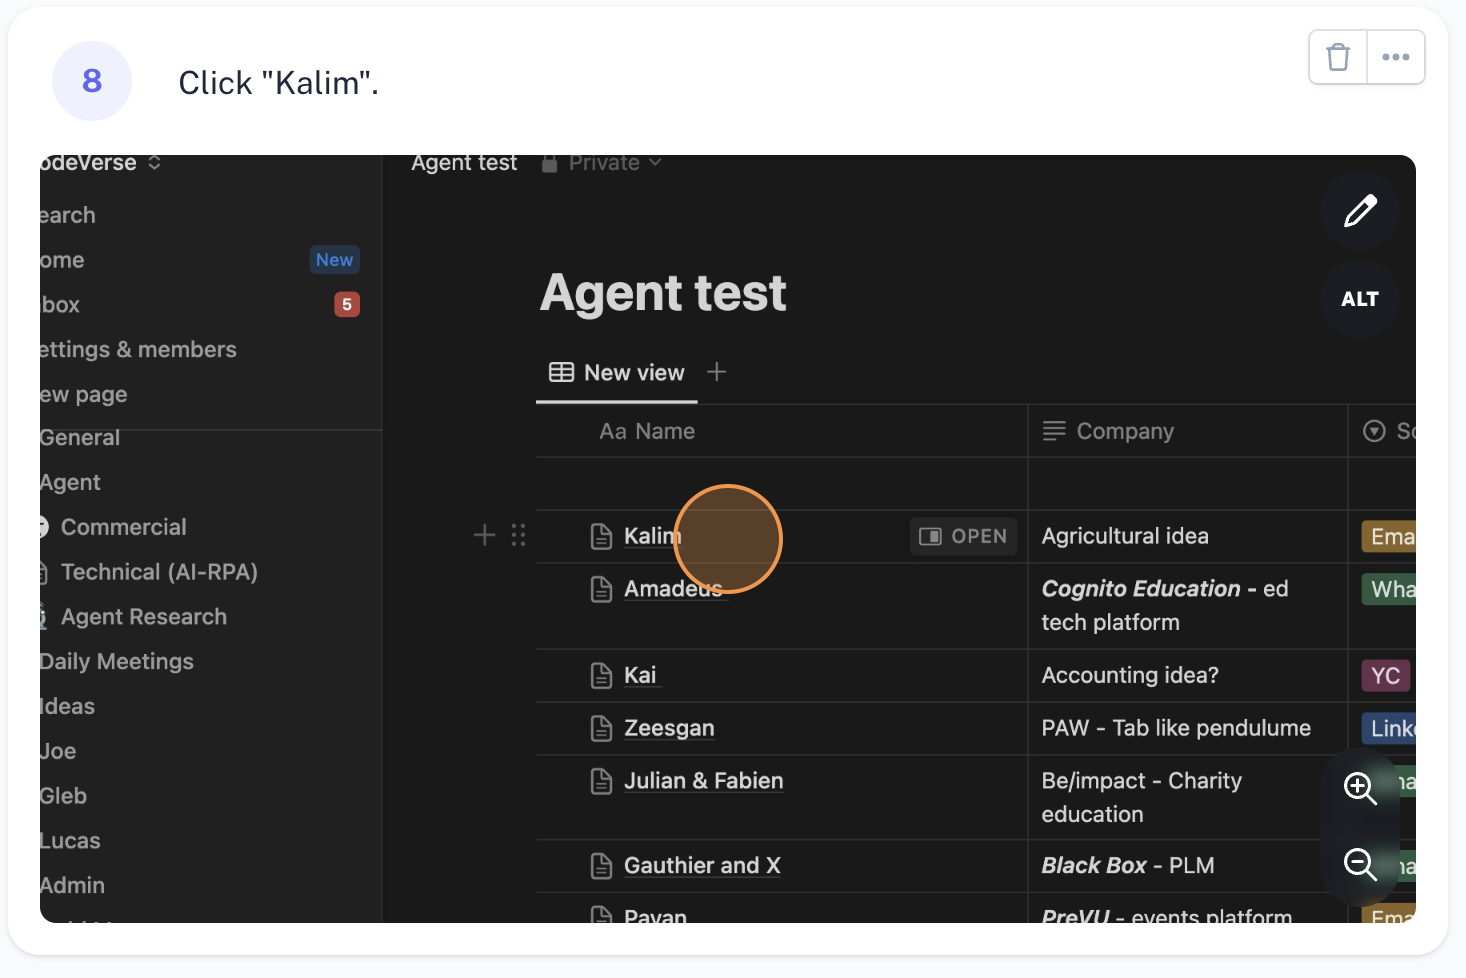 8
Click "Kalim".
odeVerse
Agent test Private
earch
ome New
box 5
ettings & members
ew page
General
Agent
Commercial
Technical (AI-RPA)
Agent Research
Daily Meetings
Ideas
Joe
Gleb
Lucas
Admin
ALT
Agent test
New view
Aa Name Company So
Kalim OPEN Agricultural idea Ema
Amadeus Cognito Education - ed Wha
tech platform
Kai Accounting idea? YC
Zeesgan PAW - Tab like pendulume Linke
Julian & Fabien Be/impact - Charity ha
education
Gauthier and X Black Box - PLM ha
Pavan PreVU - events platform Ema